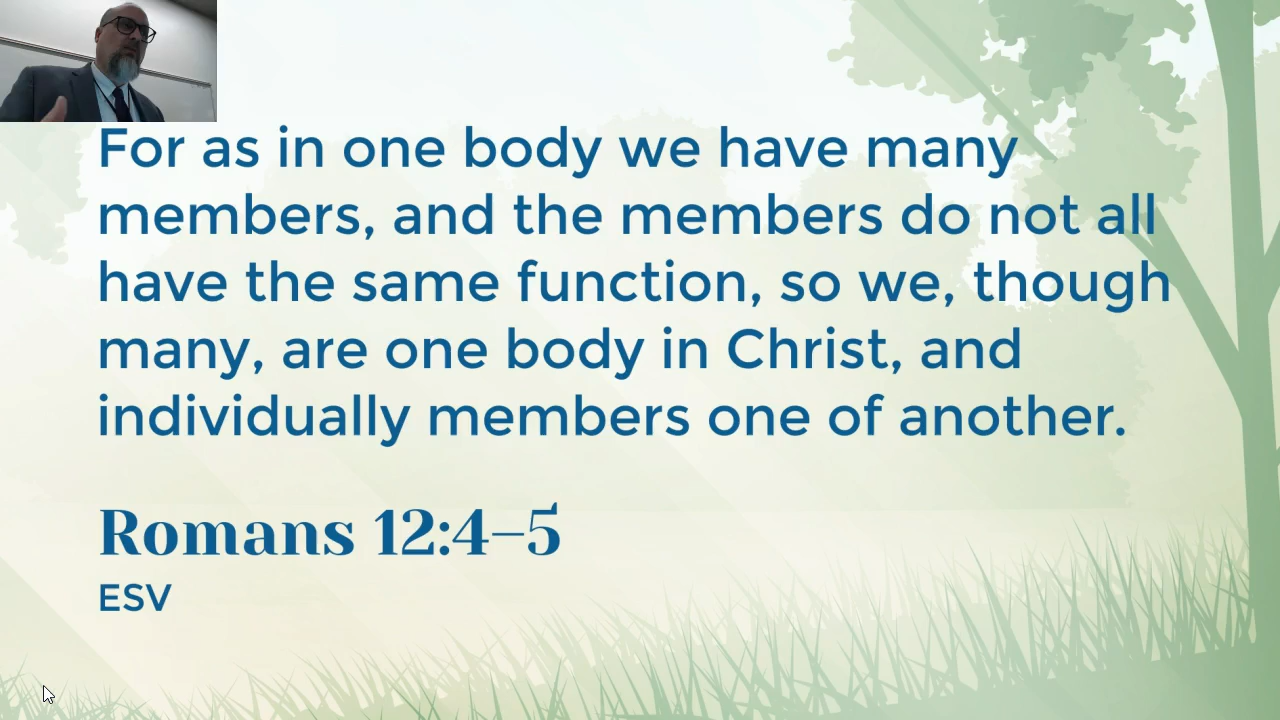 For as in one body we have many
members, and the members do not all
have the same function, so we, though
many, are one body in Christ, and
individually members one of another.
Romans 12:4–5
ESV